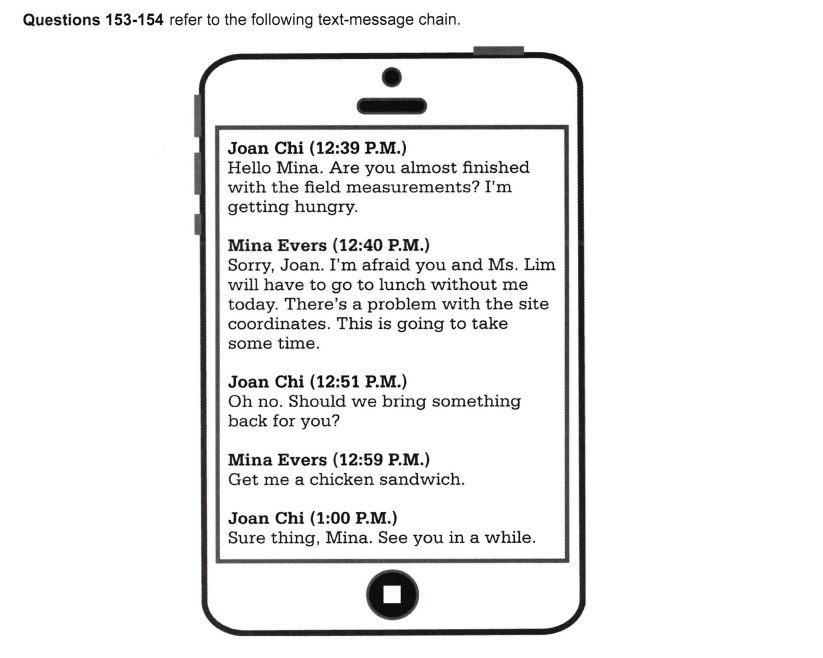 Questions 153-154 refer to the following text-message chain.
Joan Chi (12:39 P.M.)
Hello Mina. Are you almost finished
with the field measurements? I'm
getting hungry.
Mina Evers (12:40 P.M.)
Sorry, Joan. I'm afraid you and Ms. Lim
will have to go to lunch without me
today. There's a problem with the site
coordinates. This is going to take
some time.
Joan Chi (12:51 P.M.)
Oh no. Should we bring something
back for you?
Mina Evers (12:59 P.M.)
Get me a chicken sandwich.
Joan Chi (1:00 P.M.)
Sure thing, Mina. See you in a while.